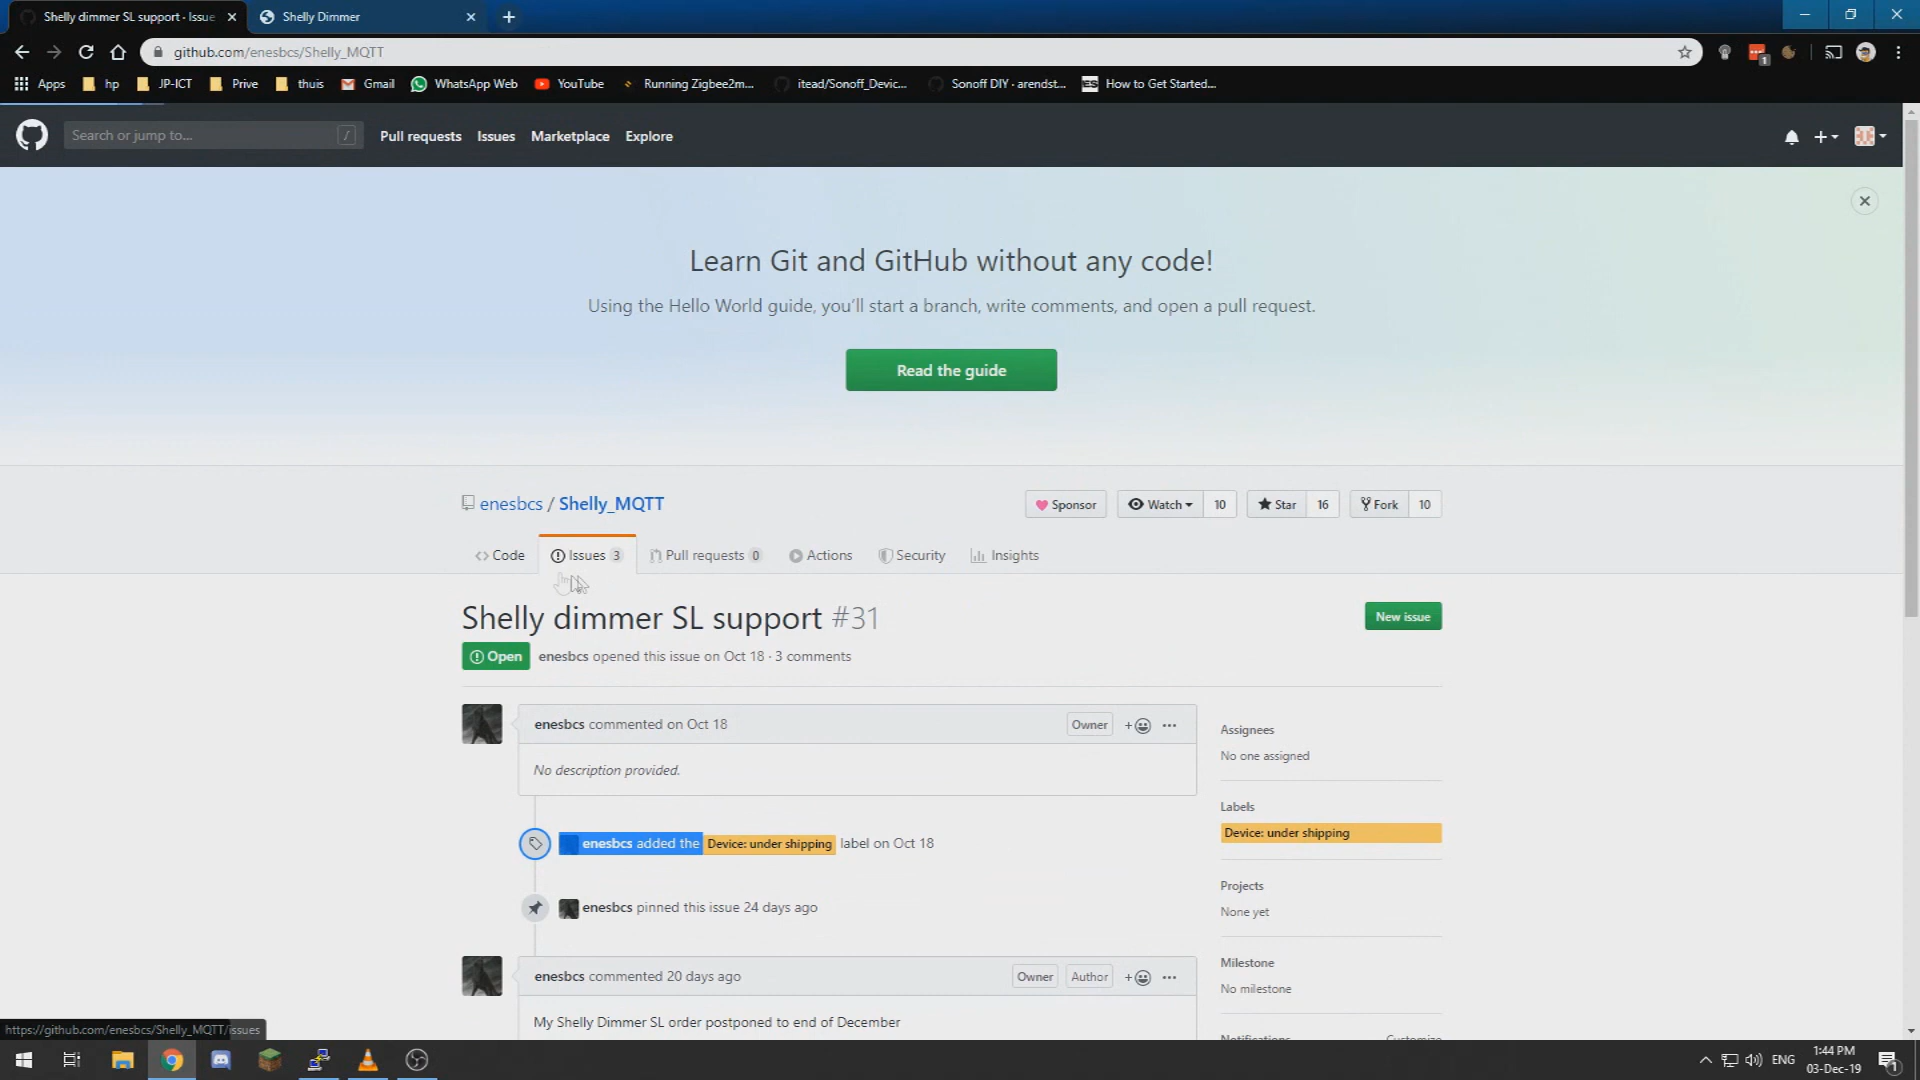 Shelly dimmer SL support · Issue
Shelly Dimmer
github.com/enesbcs/Shelly_MQTT
1
Apps hp JP-ICT Prive thuis Gmail WhatsApp Web YouTube Running Zigbee2m... itead/Sonoff_Devic... Sonoff DIY - arendst... ES How to Get Started...
Search or jump to... / Pull requests Issues Marketplace Explore
Learn Git and GitHub without any code!
Using the Hello World guide, you'll start a branch, write comments, and open a pull request.
Read the guide
enesbcs / Shelly_MQTT Sponsor Watch 10 Star 16 Fork 10
Code Issues 3 Pull requests 0 Actions Security Insights
Shelly dimmer SL support #31
New issue
Open enesbcs opened this issue on Oct 18 · 3 comments
enesbcs commented on Oct 18 Owner
No description provided.
enesbcs added the Device: under shipping label on Oct 18
enesbcs pinned this issue 24 days ago
enesbcs commented 20 days ago Owner Author
My Shelly Dimmer SL order postponed to end of December
Assignees
No one assigned
Labels
Device: under shipping
Projects
None yet
Milestone
No milestone
Notifications Customize
https://github.com/enesbcs/Shelly_MQTT/issues
ENG
1:44 PM
03-Dec-19
1